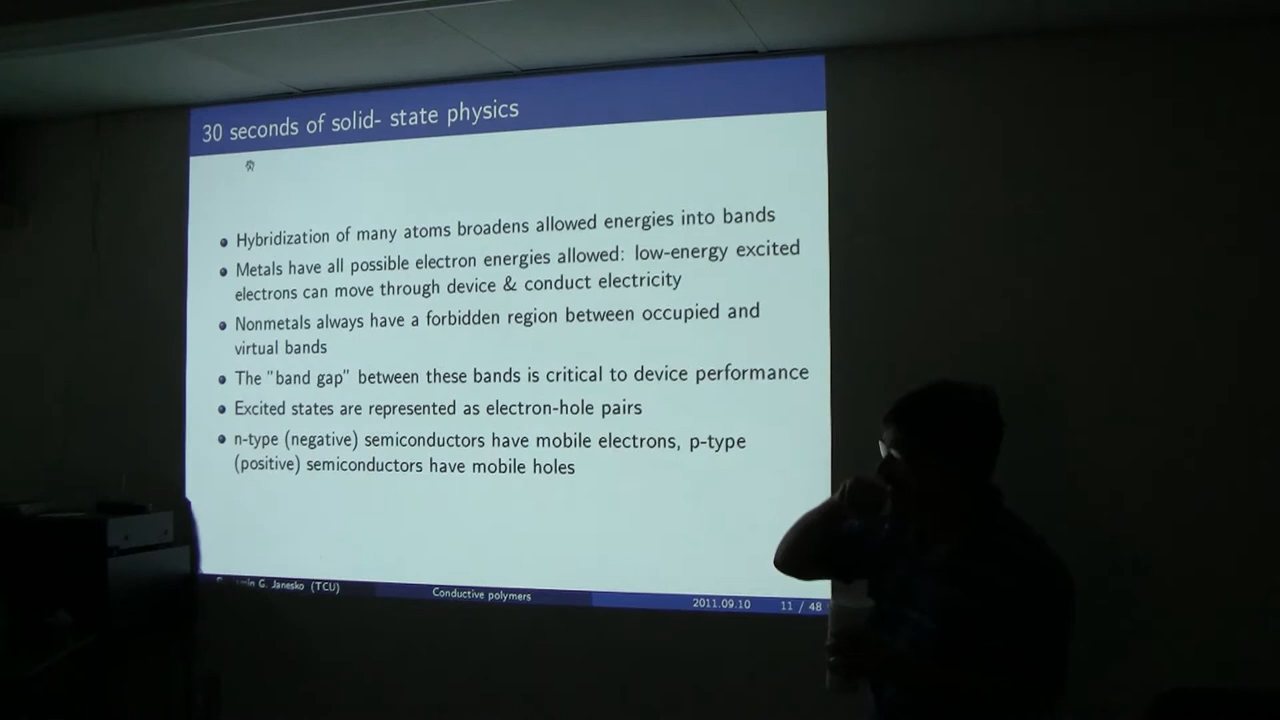 30 seconds of solid- state physics
Hybridization of many atoms broadens allowed energies into bands
Metals have all possible electron energies allowed: low-energy excited
electrons can move through device & conduct electricity
Nonmetals always have a forbidden region between occupied and
virtual bands
The "band gap" between these bands is critical to device performance
Excited states are represented as electron-hole pairs
n-type (negative) semiconductors have mobile electrons, p-type
(positive) semiconductors have mobile holes
G. Janesko (TCU)
Conductive polymers
2011.09.10
11 / 48